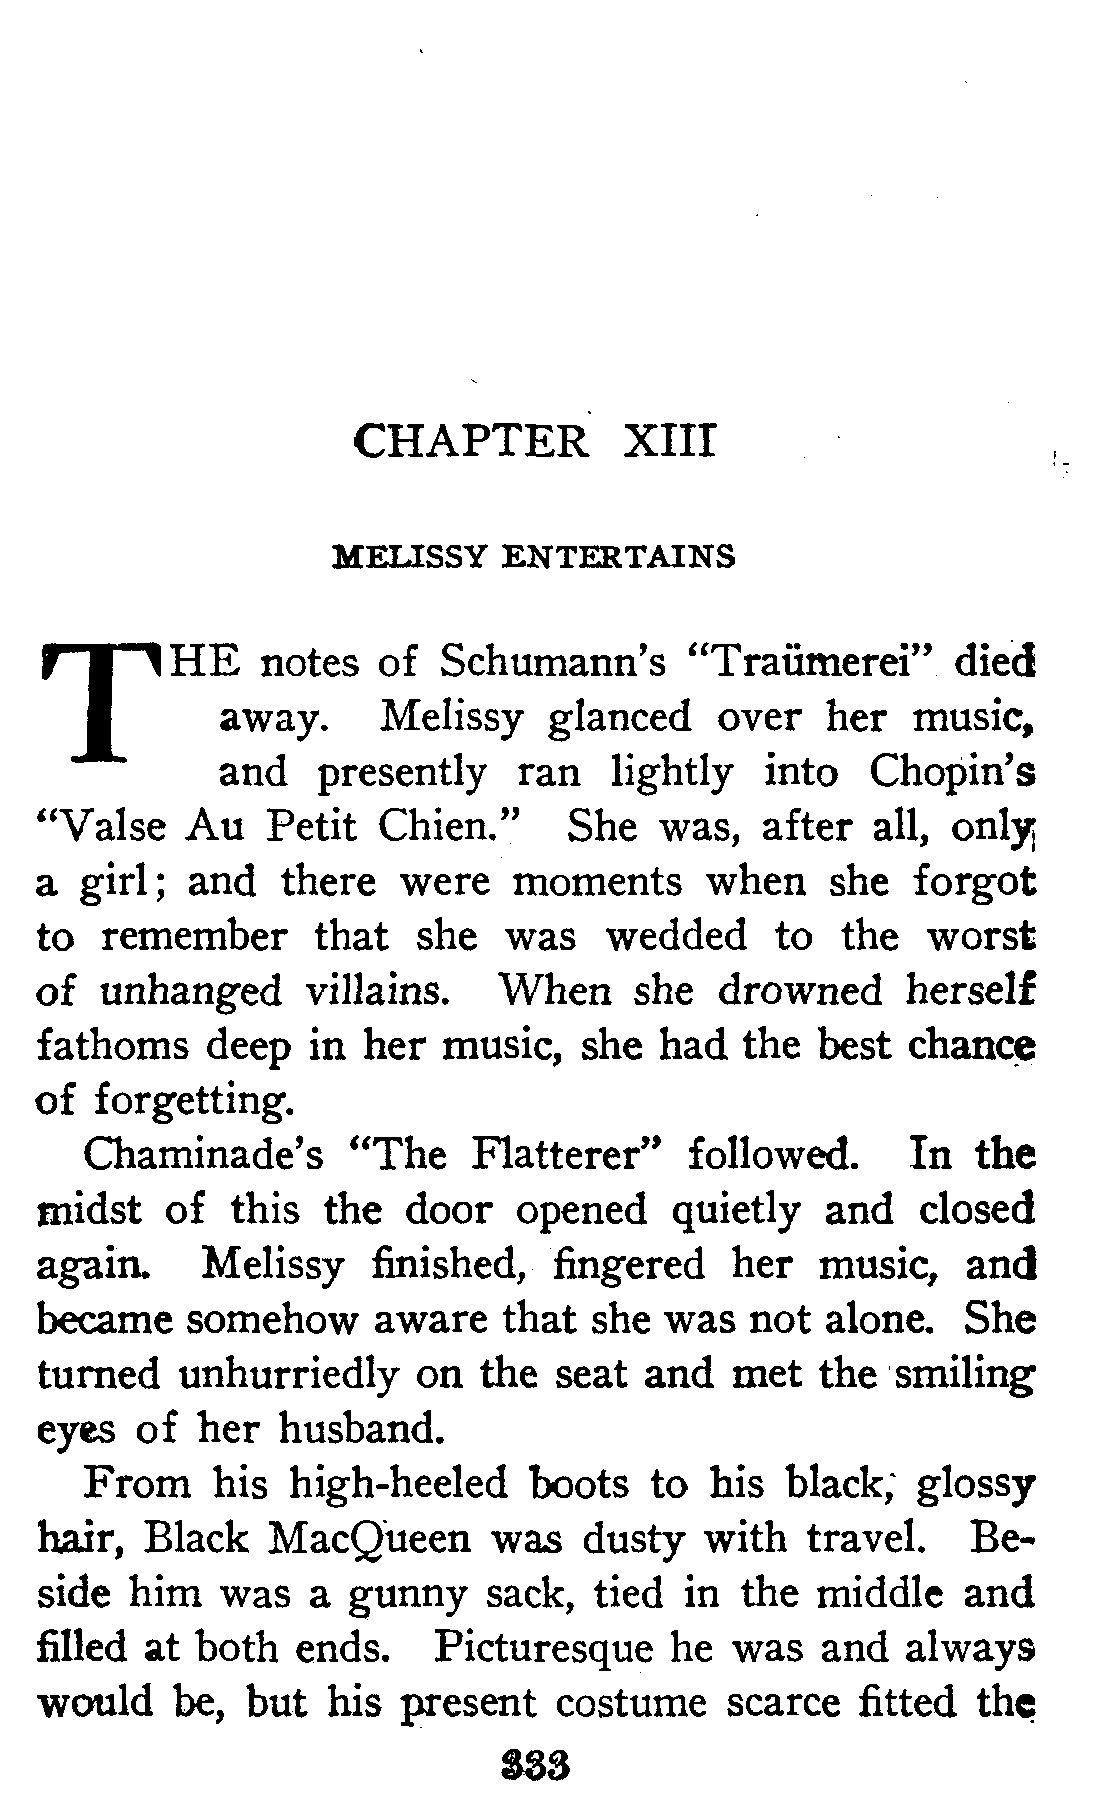 CHAPTER XIII
MELISSY ENTERTAINS
THE notes of Schumann's "Traümerei" died
away. Melissy glanced over her music,
and presently ran lightly into Chopin's
"Valse Au Petit Chien." She was, after all, only
a girl; and there were moments when she forgot
to remember that she was wedded to the worst
of unhanged villains. When she drowned herself
fathoms deep in her music, she had the best chance
of forgetting.
Chaminade's "The Flatterer" followed. In the
midst of this the door opened quietly and closed
again. Melissy finished, fingered her music, and
became somehow aware that she was not alone. She
turned unhurriedly on the seat and met the smiling
eyes of her husband.
From his high-heeled boots to his black, glossy
hair, Black MacQueen was dusty with travel. Be-
side him was a gunny sack, tied in the middle and
filled at both ends. Picturesque he was and always
would be, but his present costume scarce fitted the
333